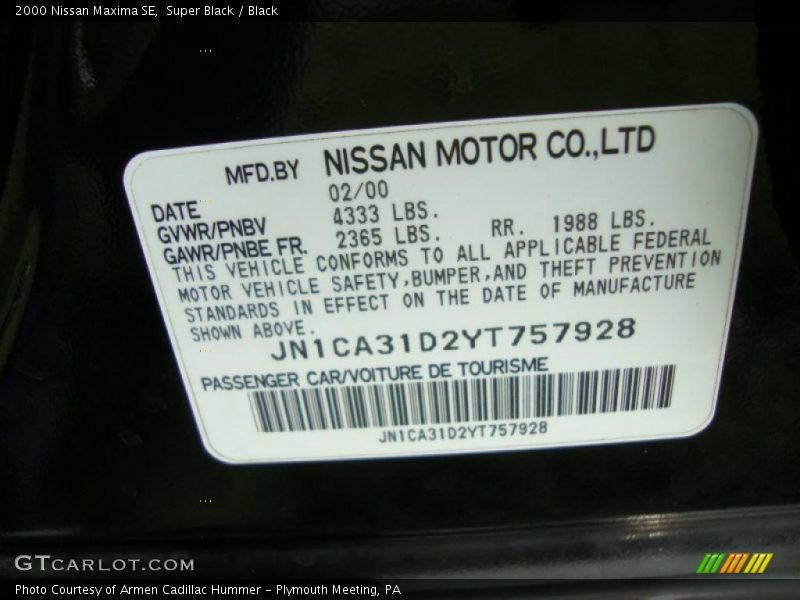 2000 Nissan Maxima SE,  Super Black / Black
MFD.BY NISSAN MOTOR CO.,LTD
DATE 02/00
GVWR/PNBV 4333 LBS.
GAWR/PNBE FR. 2365 LBS. RR. 1988 LBS.
THIS VEHICLE CONFORMS TO ALL APPLICABLE FEDERAL
MOTOR VEHICLE SAFETY,BUMPER,AND THEFT PREVENTION
STANDARDS IN EFFECT ON THE DATE OF MANUFACTURE
SHOWN ABOVE.
JN1CA31D2YT757928
PASSENGER CAR/VOITURE DE TOURISME
JN1CA31D2YT757928
GTCARLOT.COM
Photo Courtesy of Armen Cadillac Hummer - Plymouth Meeting, PA